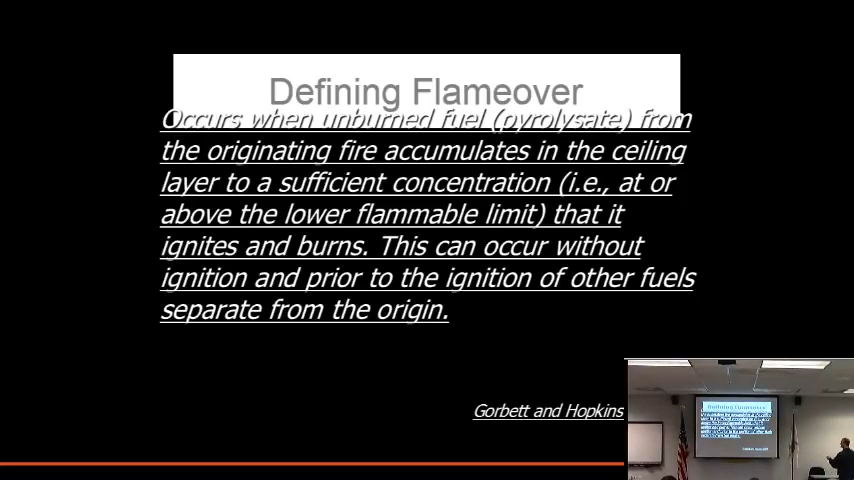 Defining Flameover
Occurs when unburned fuel (pyrolysate) from
the originating fire accumulates in the ceiling
layer to a sufficient concentration (i.e., at or
above the lower flammable limit) that it
ignites and burns. This can occur without
ignition and prior to the ignition of other fuels
separate from the origin.
Gorbett and Hopkins
Defining Flameover